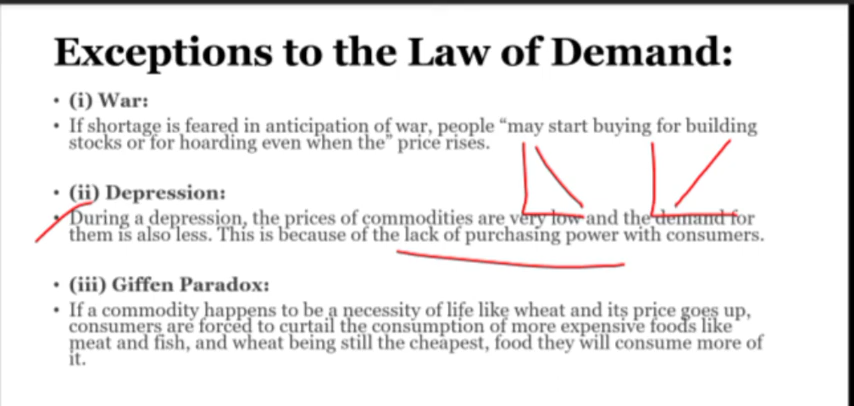 Exceptions to the Law of Demand:
• (i) War:
• If shortage is feared in anticipation of war, people “may start buying for building
stocks or for hoarding even when the” price rises.
• (ii) Depression:
• During a depression, the prices of commodities are very low and the demand for
them is also less. This is because of the lack of purchasing power with consumers.
• (iii) Giffen Paradox:
• If a commodity happens to be a necessity of life like wheat and its price goes up,
consumers are forced to curtail the consumption of more expensive foods like
meat and fish, and wheat being still the cheapest, food they will consume more of
it.